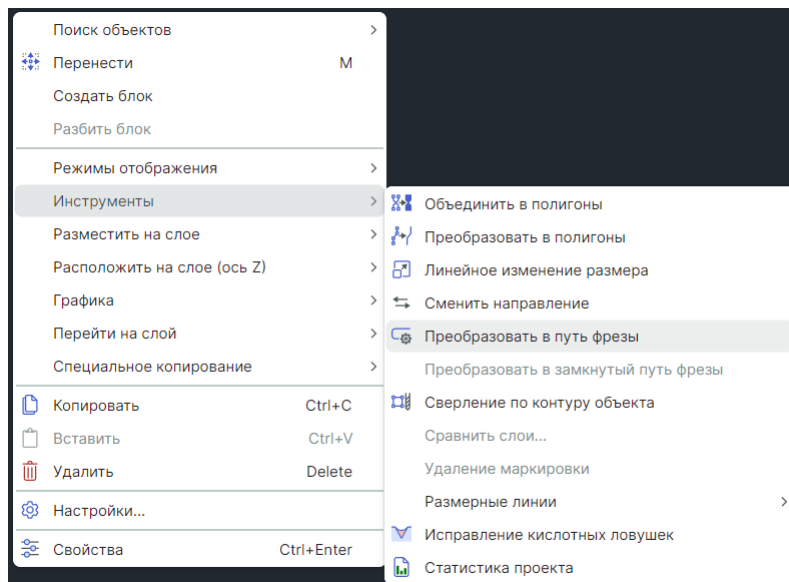 Поиск объектов
Перенести M
Создать блок
Разбить блок
Режимы отображения
Инструменты
Разместить на слое
Расположить на слое (ось Z)
Графика
Перейти на слой
Специальное копирование
Копировать Ctrl+C
Вставить Ctrl+V
Удалить Delete
Настройки...
Свойства Ctrl+Enter
Объединить в полигоны
Преобразовать в полигоны
Линейное изменение размера
Сменить направление
Преобразовать в путь фрезы
Преобразовать в замкнутый путь фрезы
Сверление по контуру объекта
Сравнить слои...
Удаление маркировки
Размерные линии
Исправление кислотных ловушек
Статистика проекта